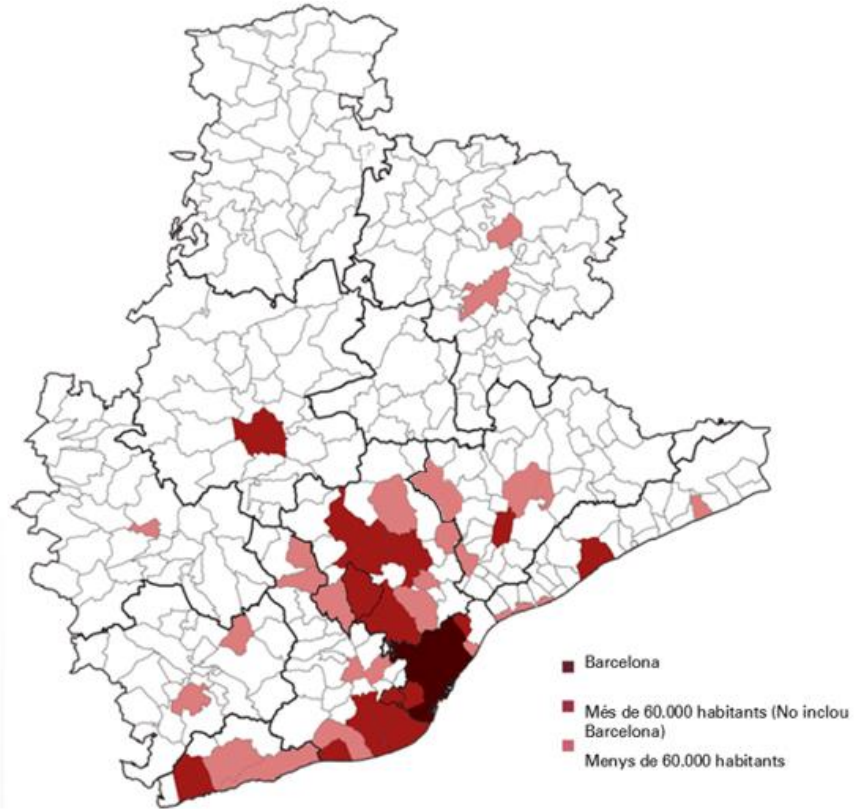 Barcelona
Més de 60.000 habitants (No inclou
Barcelona)
Menys de 60.000 habitants